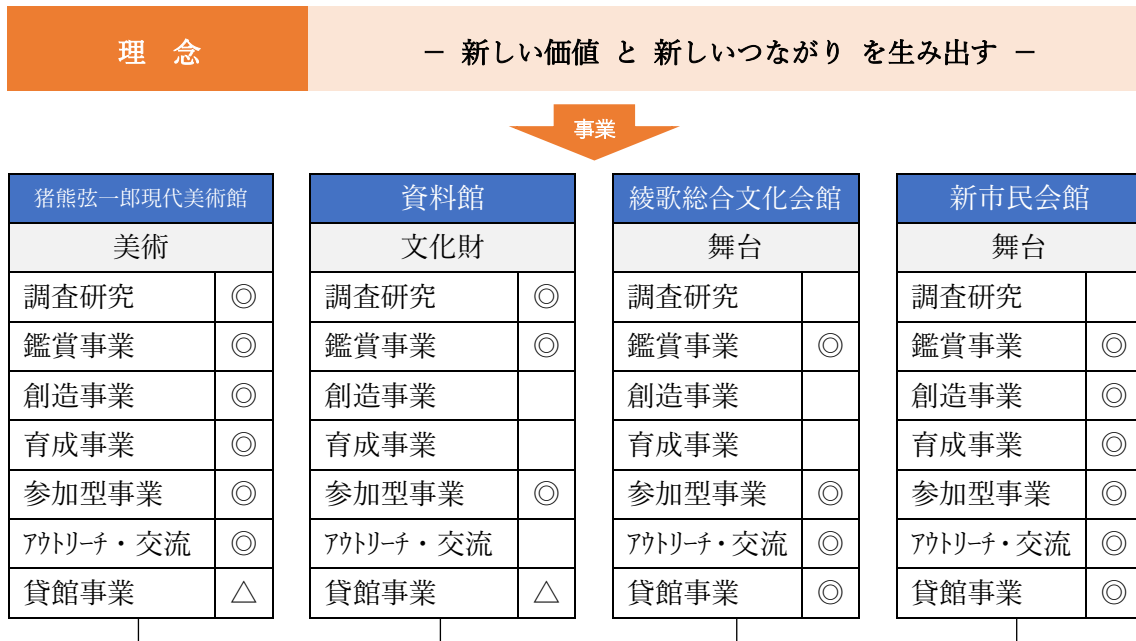 理 念
－ 新しい価値 と 新しいつながり を生み出す －
事業
猪熊弦一郎現代美術館
美術
調査研究 ◎
鑑賞事業 ◎
創造事業 ◎
育成事業 ◎
参加型事業 ◎
ｱｳﾄﾘｰﾁ・交流 ◎
貸館事業 △
資料館
文化財
調査研究 ◎
鑑賞事業 ◎
創造事業
育成事業
参加型事業 ◎
ｱｳﾄﾘｰﾁ・交流
貸館事業 △
綾歌総合文化会館
舞台
調査研究
鑑賞事業 ◎
創造事業
育成事業
参加型事業 ◎
ｱｳﾄﾘｰﾁ・交流 ◎
貸館事業 ◎
新市民会館
舞台
調査研究
鑑賞事業 ◎
創造事業 ◎
育成事業 ◎
参加型事業 ◎
ｱｳﾄﾘｰﾁ・交流 ◎
貸館事業 ◎